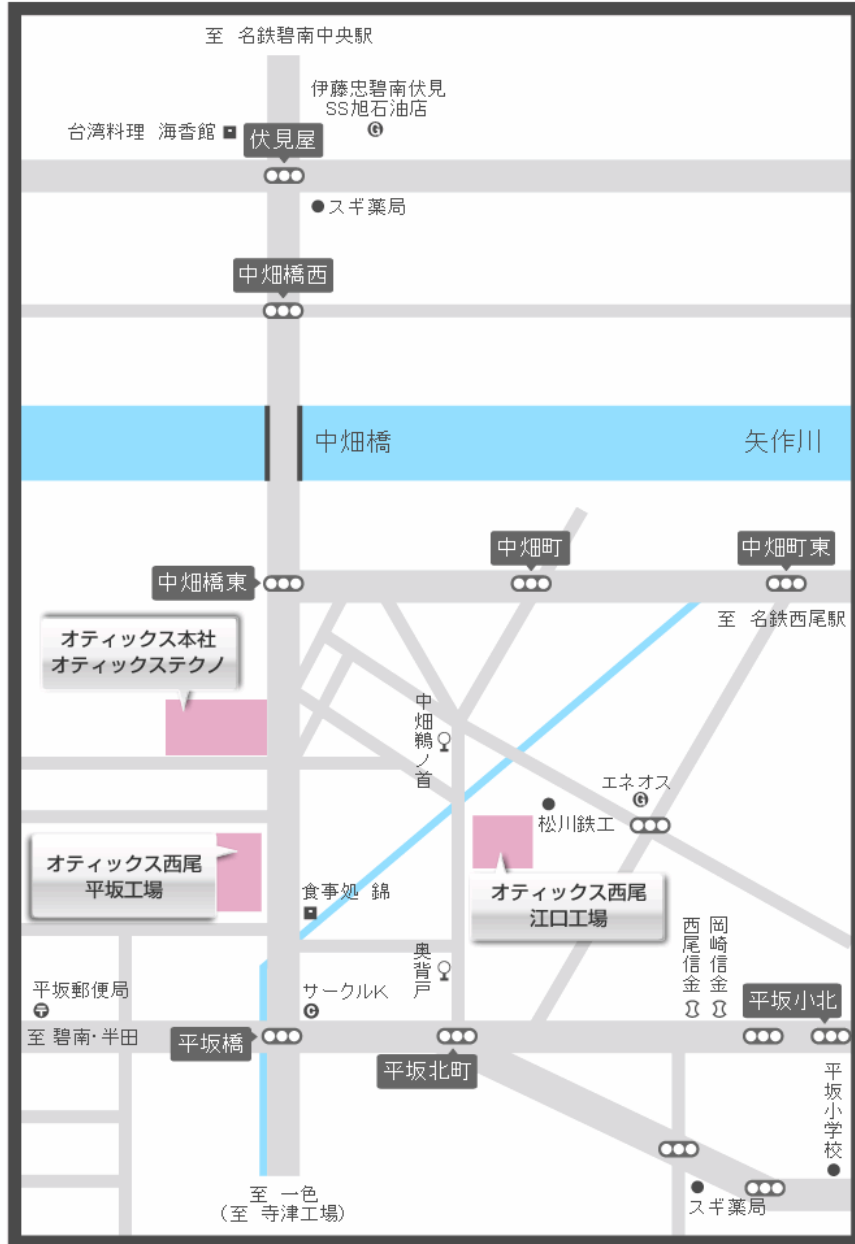 至 名鉄碧南中央駅
伊藤忠碧南伏見
SS旭石油店
台湾料理 海香館
伏見屋
スギ薬局
中畑橋西
中畑橋
矢作川
中畑町
中畑町東
中畑橋東
至 名鉄西尾駅
オティックス本社
オティックステクノ
中畑鵜ノ首
エネオス
松川鉄工
オティックス西尾
平坂工場
食事処 錦
オティックス西尾
江口工場
西尾信金
岡崎信金
奥背戸
平坂郵便局
サークルK
平坂小北
至 碧南・半田
平坂橋
平坂北町
平坂小学校
至 一色
(至 寺津工場)
スギ薬局